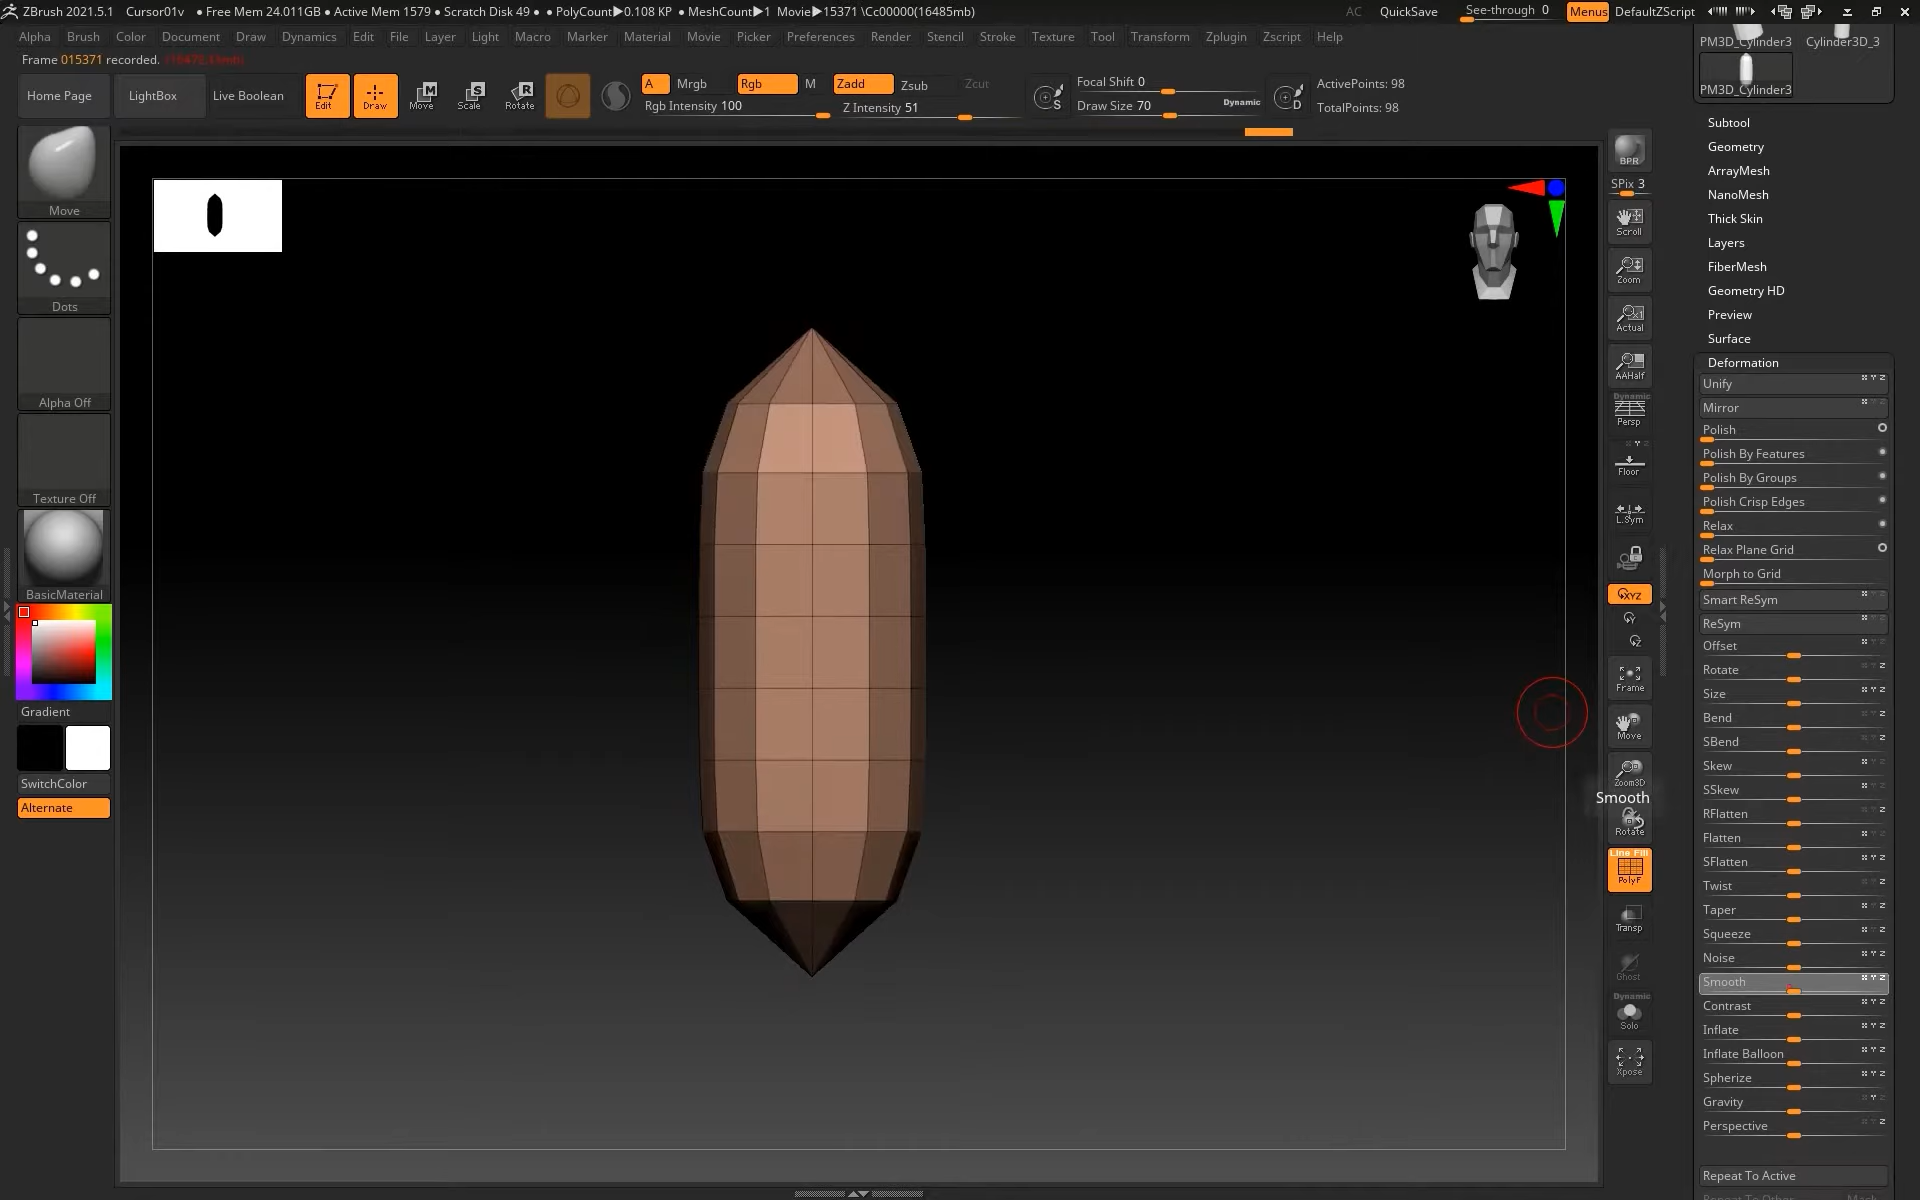 ZBrush 2021.5.1 Cursor01v • Free Mem 24.011GB • Active Mem 1579 • Scratch Disk 49 • • PolyCount▶0.108 KP • MeshCount▶1 Movie▶15371 \Cc00000(16485mb) AC QuickSave See-through 0 Menus DefaultZScript
Alpha Brush Color Document Draw Dynamics Edit File Layer Light Macro Marker Material Movie Picker Preferences Render Stencil Stroke Texture Tool Transform Zplugin Zscript Help
Frame 015371 recorded.
Home Page LightBox Live Boolean Edit Draw Move Scale Rotate
A Mrgb Rgb M Zadd Zsub Zcut
Rgb Intensity 100 Z Intensity 51
S Focal Shift 0
Draw Size 70 Dynamic D
ActivePoints: 98
TotalPoints: 98
Move
Dots
Alpha Off
Texture Off
BasicMaterial
Gradient
SwitchColor
Alternate
BPR
SPix 3
Scroll
Zoom
Actual
AAHalf
Dynamic
Persp
Floor
L.Sym
XYZ
Y
Z
Frame
Move
Zoom3D
Smooth
Rotate
Line Fill
PolyF
Transp
Ghost
Dynamic
Solo
Xpose
PM3D_Cylinder3 Cylinder3D_3
PM3D_Cylinder3
Subtool
Geometry
ArrayMesh
NanoMesh
Thick Skin
Layers
FiberMesh
Geometry HD
Preview
Surface
Deformation
Unify
Mirror
Polish
Polish By Features
Polish By Groups
Polish Crisp Edges
Relax
Relax Plane Grid
Morph to Grid
Smart ReSym
ReSym
Offset
Rotate
Size
Bend
SBend
Skew
SSkew
RFlatten
Flatten
SFlatten
Twist
Taper
Squeeze
Noise
Smooth
Contrast
Inflate
Inflate Balloon
Spherize
Gravity
Perspective
Repeat To Active